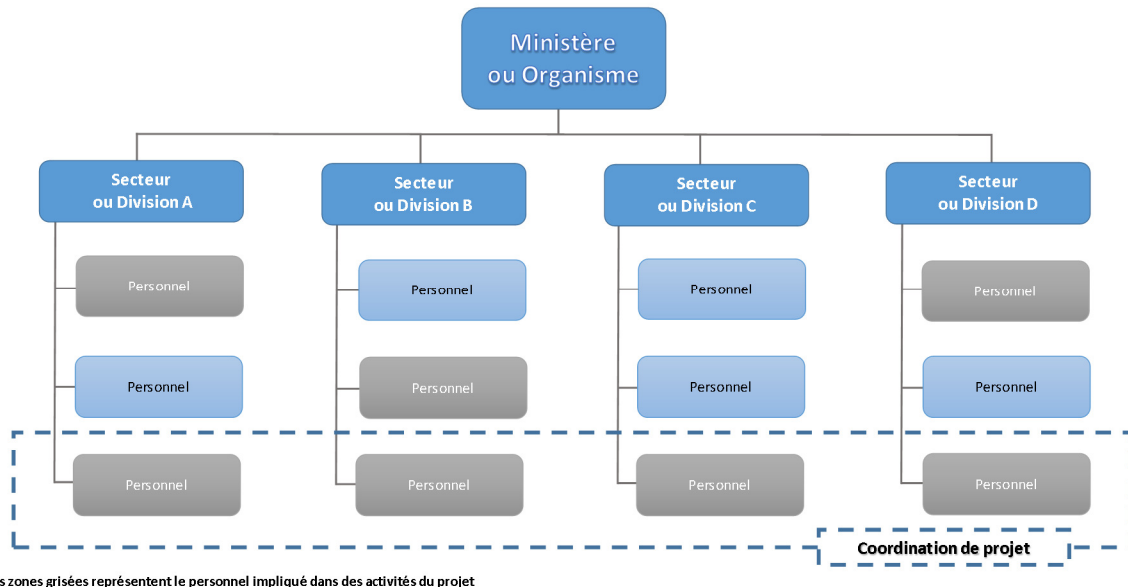 Ministère
ou Organisme
Secteur
ou Division A
Secteur
ou Division B
Secteur
ou Division C
Secteur
ou Division D
Personnel
Personnel
Personnel
Personnel
Personnel
Personnel
Personnel
Personnel
Personnel
Personnel
Personnel
Personnel
Coordination de projet
s zones grisées représentent le personnel impliqué dans des activités du projet